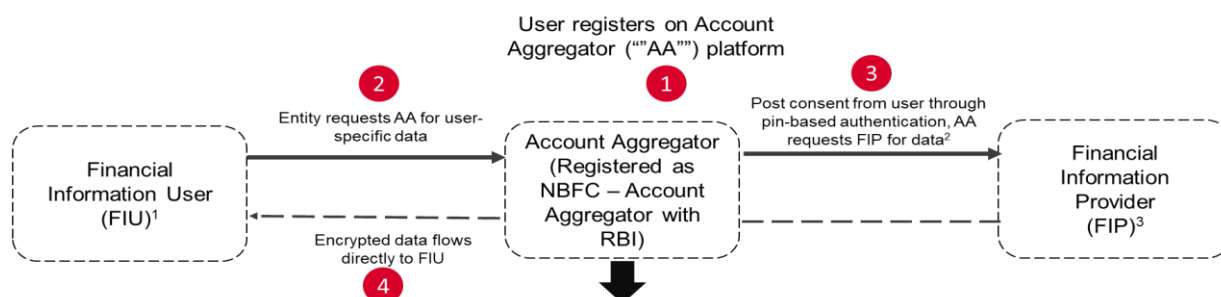 User registers on Account
Aggregator (“”AA””) platform
1
2
Entity requests AA for user-
specific data
3
Post consent from user through
pin-based authentication, AA
requests FIP for data²
Financial
Information User
(FIU)¹
Account Aggregator
(Registered as
NBFC – Account
Aggregator with
RBI)
Financial
Information
Provider
(FIP)³
Encrypted data flows
directly to FIU
4